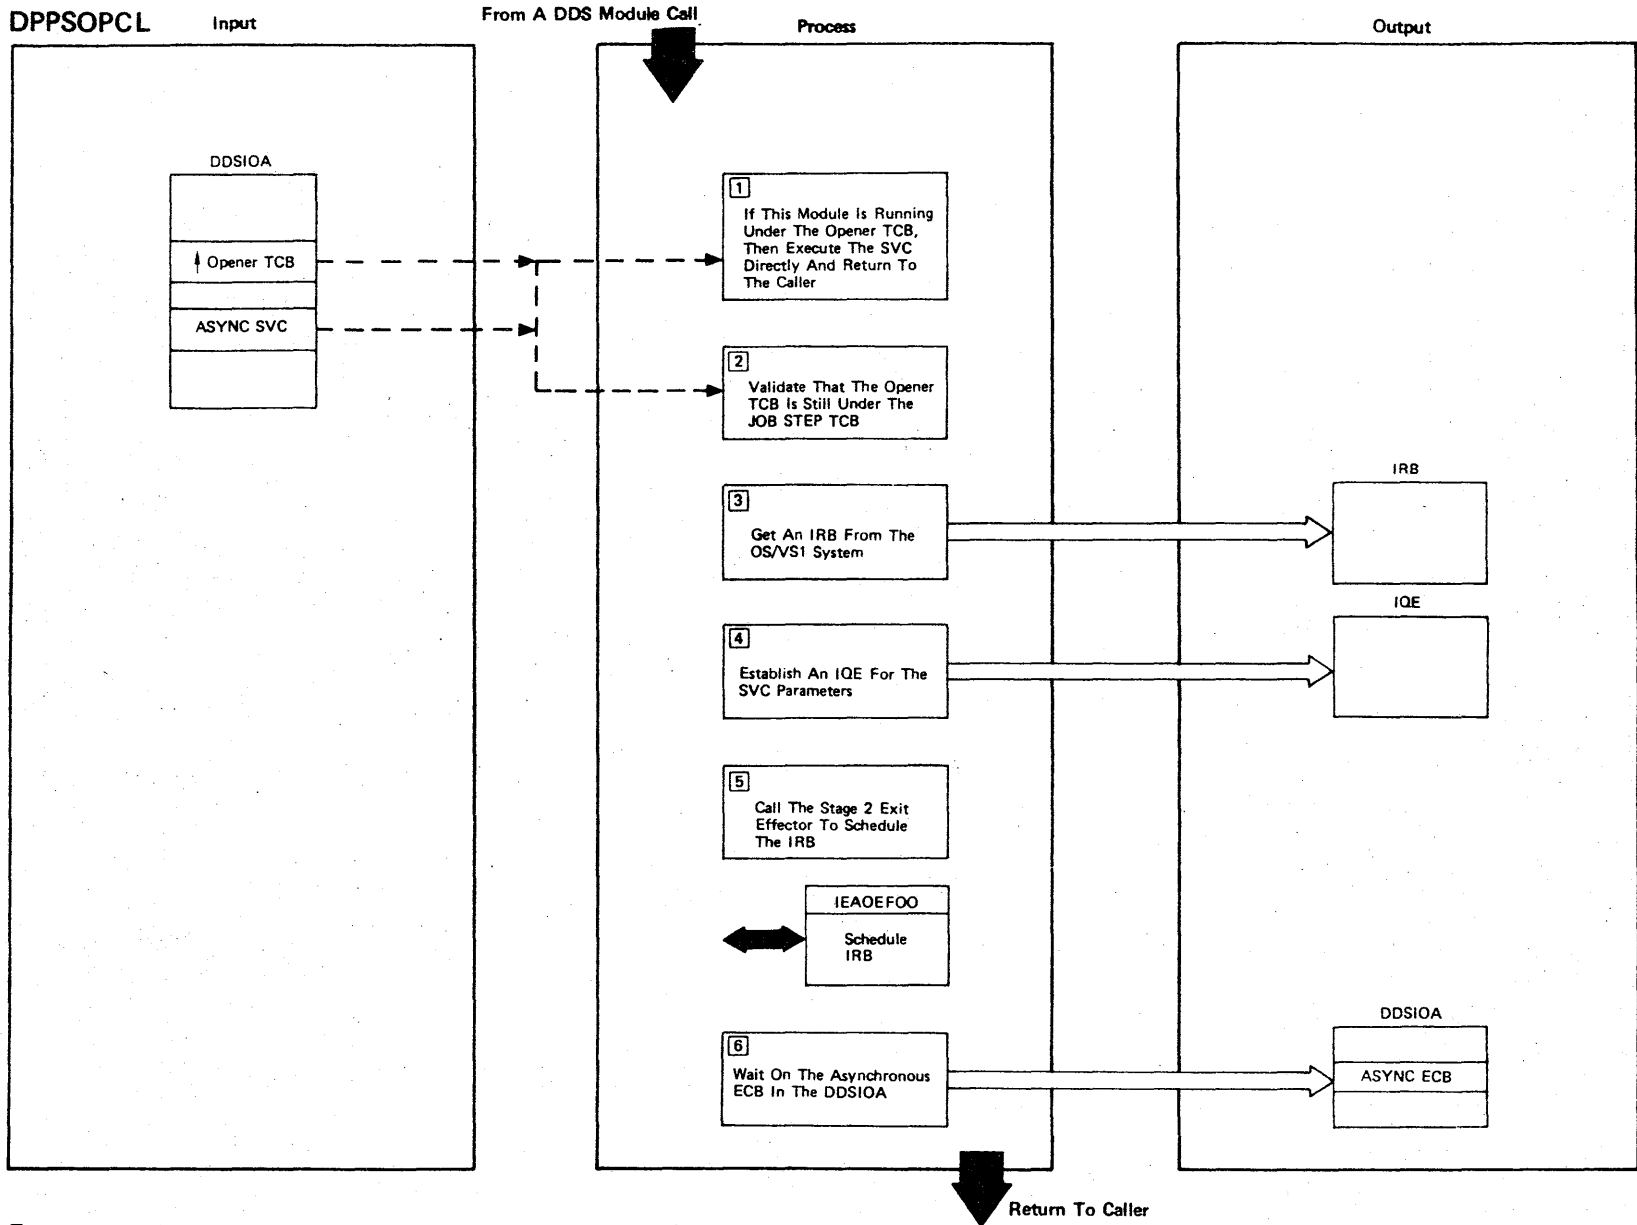 DPPSOPCL
Input
From A DDS Module Call
Process
Output
DDSIOA
Opener TCB
ASYNC SVC
1
If This Module Is Running
Under The Opener TCB,
Then Execute The SVC
Directly And Return To
The Caller
2
Validate That The Opener
TCB Is Still Under The
JOB STEP TCB
3
Get An IRB From The
OS/VS1 System
IRB
4
Establish An IQE For The
SVC Parameters
IQE
5
Call The Stage 2 Exit
Effector To Schedule
The IRB
IEAOEFOO
Schedule
IRB
6
Wait On The Asynchronous
ECB In The DDSIOA
DDSIOA
ASYNC ECB
Return To Caller